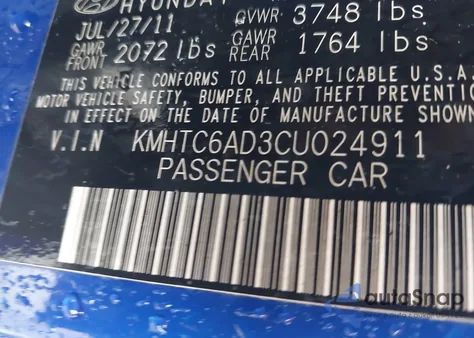 HYUNDAI
JUL/27/11 GVWR 3748 lbs
GAWR FRONT 2072 lbs GAWR REAR 1764 lbs
THIS VEHICLE CONFORMS TO APPLICABLE U.S.A.
MOTOR VEHICLE SAFETY, BUMPER, AND THEFT PREVENTION
IN EFFECT ON THE DATE OF MANUFACTURE SHOWN
V.I.N KMHTC6AD3CU024911
PASSENGER CAR
autoSnap